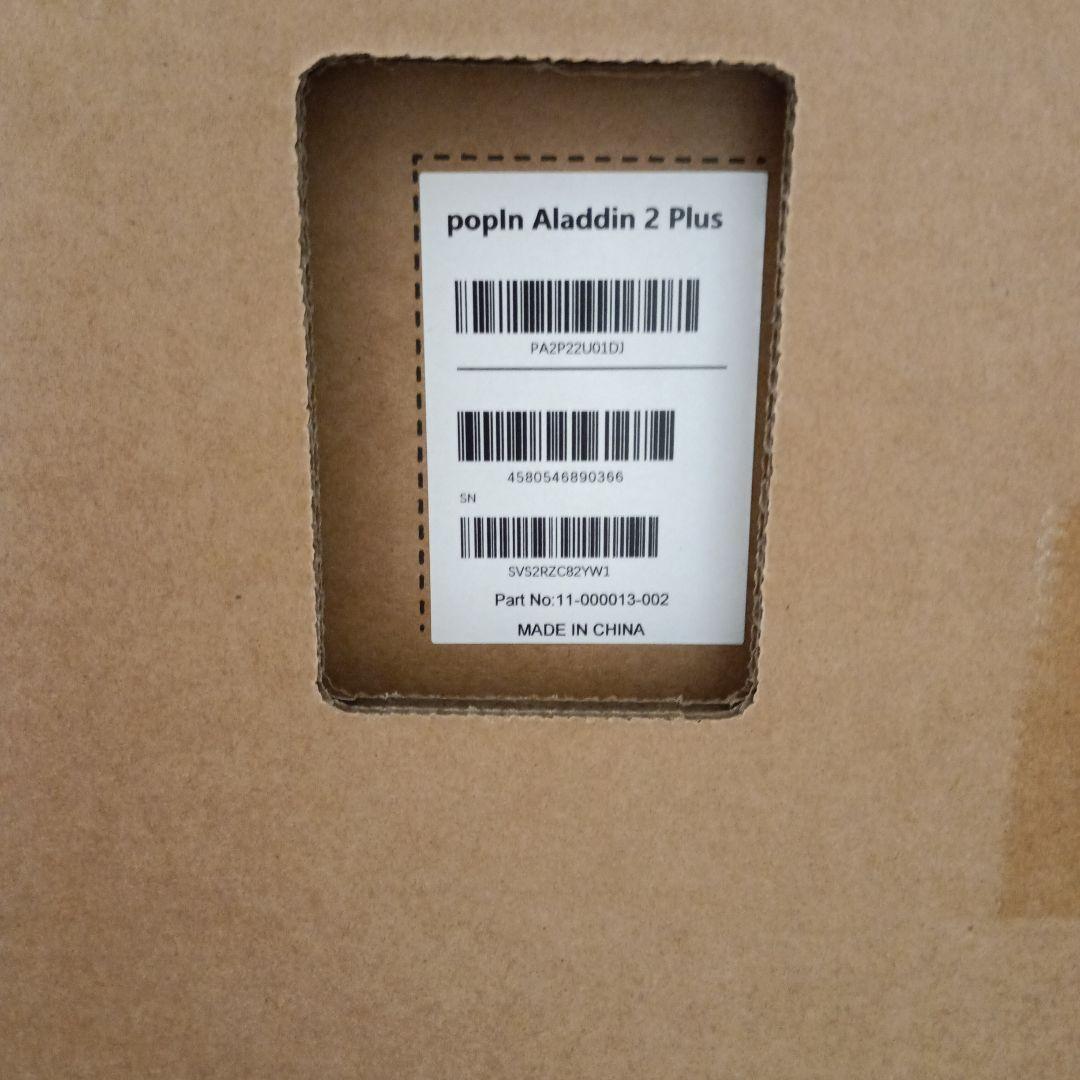 popIn Aladdin 2 Plus
PA2P22U01DJ
4580546890366
SN
SVS2RZC82YW1
Part No:11-000013-002
MADE IN CHINA